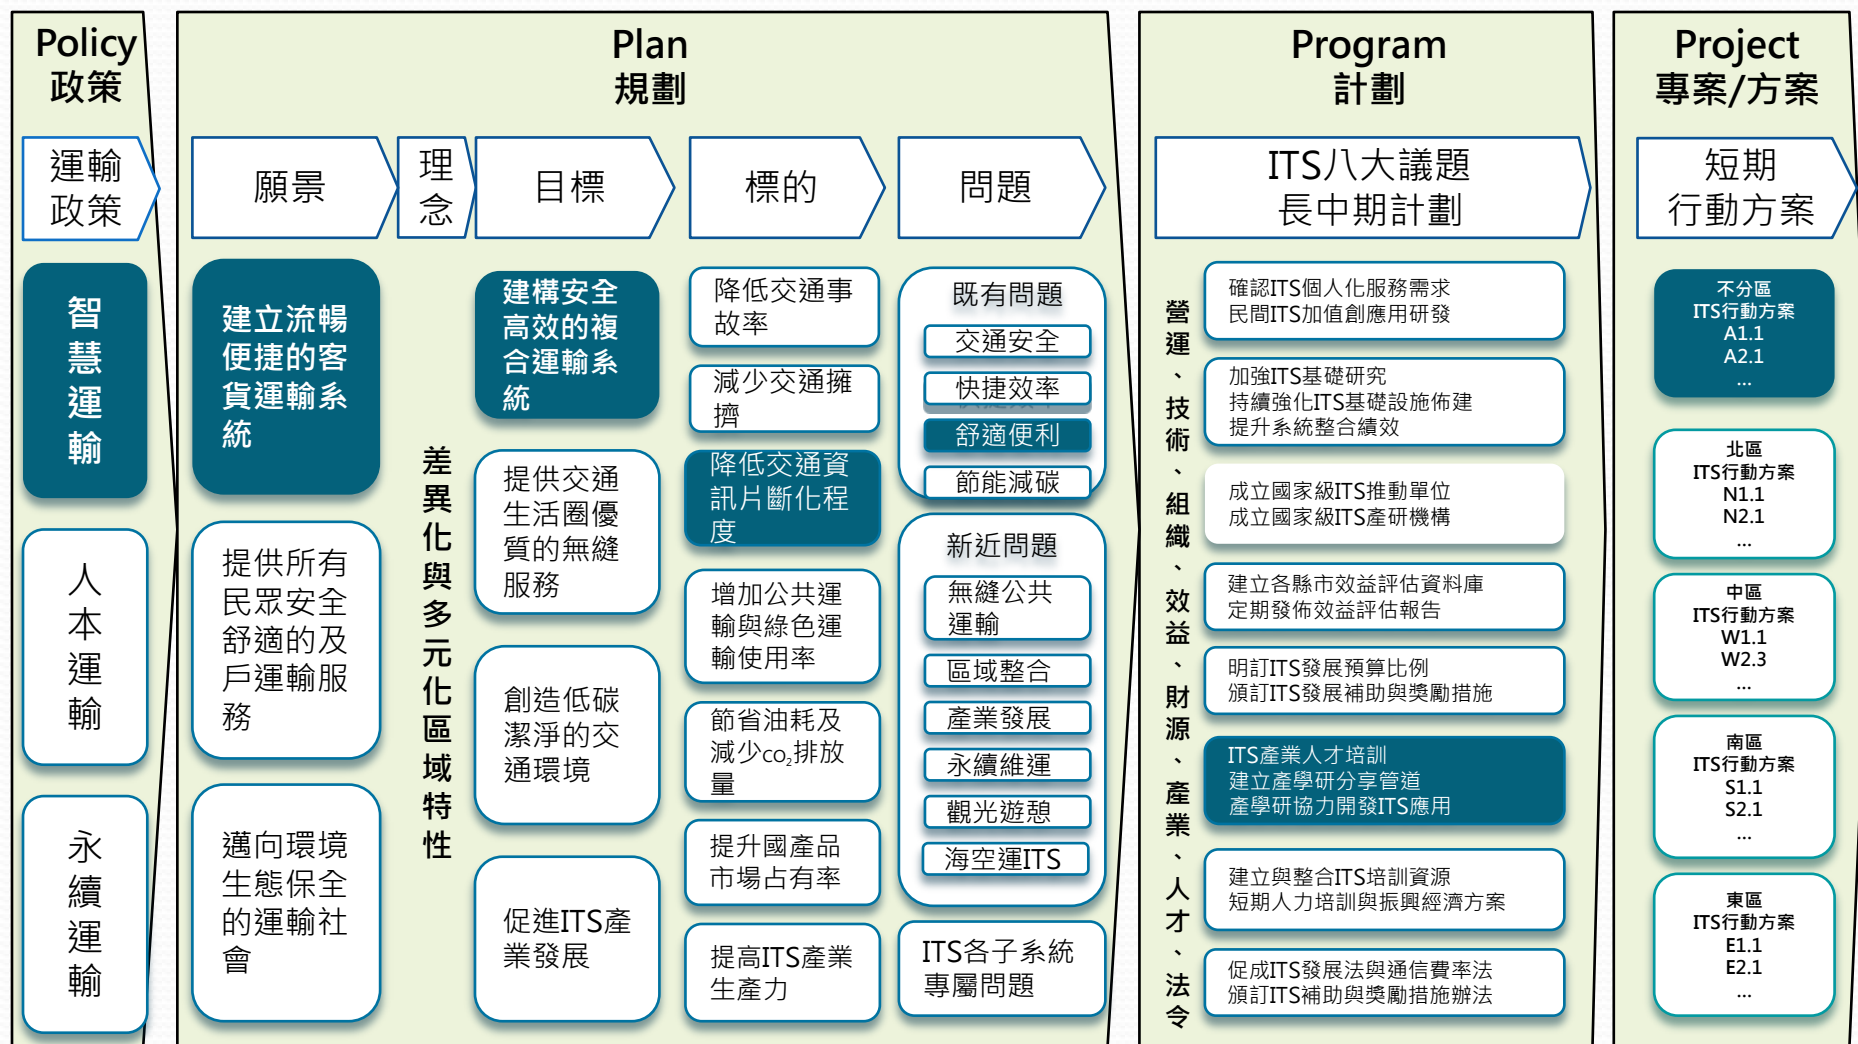 Policy
政策
Plan
規劃
Program
計劃
Project
專案/方案
運輸
政策
願景
理
念
目標
標的
問題
ITS八大議題
長中期計劃
短期
行動方案
智
慧
運
輸
人
本
運
輸
永
續
運
輸
建立流暢
便捷的客
貨運輸系
統
提供所有
民眾安全
舒適的及
戶運輸服
務
邁向環境
生態保全
的運輸社
會
差
異
化
與
多
元
化
區
域
特
性
建構安全
高效的複
合運輸系
統
提供交通
生活圈優
質的無縫
服務
創造低碳
潔淨的交
通環境
促進ITS產
業發展
降低交通事
故率
減少交通擁
擠
降低交通資
訊片斷化程
度
增加公共運
輸與綠色運
輸使用率
節省油耗及
減少co₂排放
量
提升國產品
市場占有率
提高ITS產業
生產力
既有問題
交通安全
快捷效率
舒適便利
節能減碳
新近問題
無縫公共
運輸
區域整合
產業發展
永續維運
觀光遊憩
海空運ITS
ITS各子系統
專屬問題
營
運
、
技
術
、
組
織
、
效
益
、
財
源
、
產
業
、
人
才
、
法
令
確認ITS個人化服務需求
民間ITS加值創應用研發
加強ITS基礎研究
持續強化ITS基礎設施佈建
提升系統整合績效
成立國家級ITS推動單位
成立國家級ITS產研機構
建立各縣市效益評估資料庫
定期發佈效益評估報告
明訂ITS發展預算比例
頒訂ITS發展補助與獎勵措施
ITS產業人才培訓
建立產學研分享管道
產學研協力開發ITS應用
建立與整合ITS培訓資源
短期人力培訓與振興經濟方案
促成ITS發展法與通信費率法
頒訂ITS補助與獎勵措施辦法
不分區
ITS行動方案
A1.1
A2.1
...
北區
ITS行動方案
N1.1
N2.1
...
中區
ITS行動方案
W1.1
W2.3
...
南區
ITS行動方案
S1.1
S2.1
...
東區
ITS行動方案
E1.1
E2.1
...